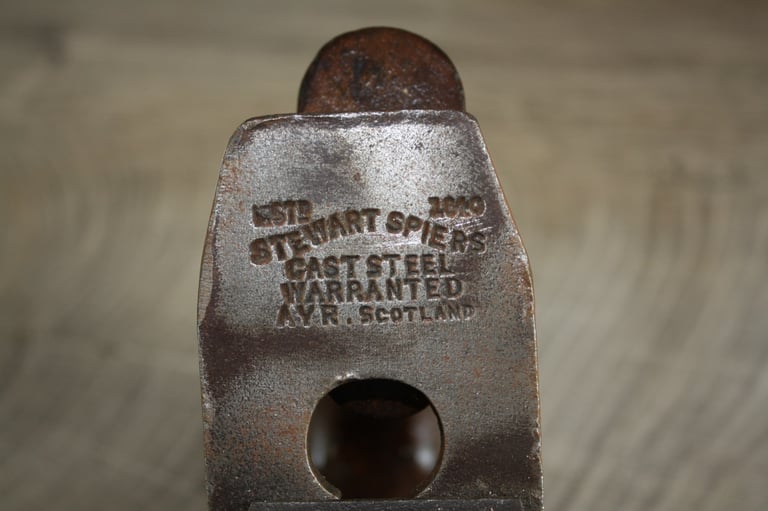 ESTD 1840
STEWART SPIERS
CAST STEEL
WARRANTED
AYR. SCOTLAND